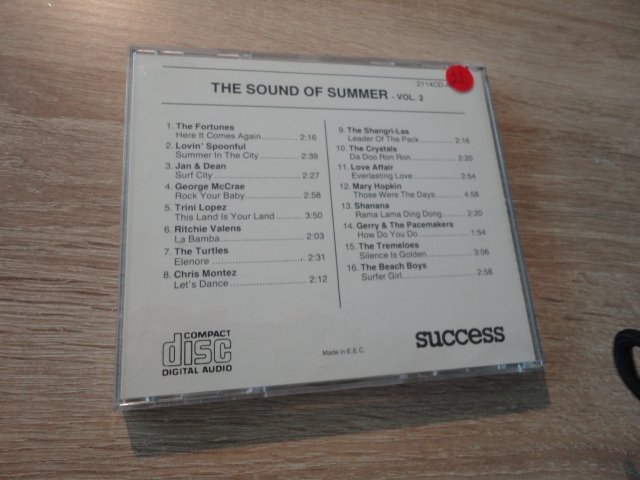 2114CD-A
THE SOUND OF SUMMER - VOL. 2
1. The Fortunes
Here It Comes Again 2:16
2. Lovin' Spoonful
Summer In The City 2:39
3. Jan & Dean
Surf City 2:27
4. George McCrae
Rock Your Baby 2:58
5. Trini Lopez
This Land Is Your Land 3:50
6. Ritchie Valens
La Bamba 2:03
7. The Turtles
Elenore 2:31
8. Chris Montez
Let's Dance 2:12
9. The Shangri-Las
Leader Of The Pack 2:16
10. The Crystals
Da Doo Ron Ron 2:20
11. Love Affair
Everlasting Love 2:54
12. Mary Hopkin
Those Were The Days 4:58
13. Shanana
Rama Lama Ding Dong 2:20
14. Gerry & The Pacemakers
How Do You Do 1:54
15. The Tremeloes
Silence Is Golden 3:06
16. The Beach Boys
Surfer Girl 2:58
COMPACT
disc
DIGITAL AUDIO
Made in E.E.C.
success